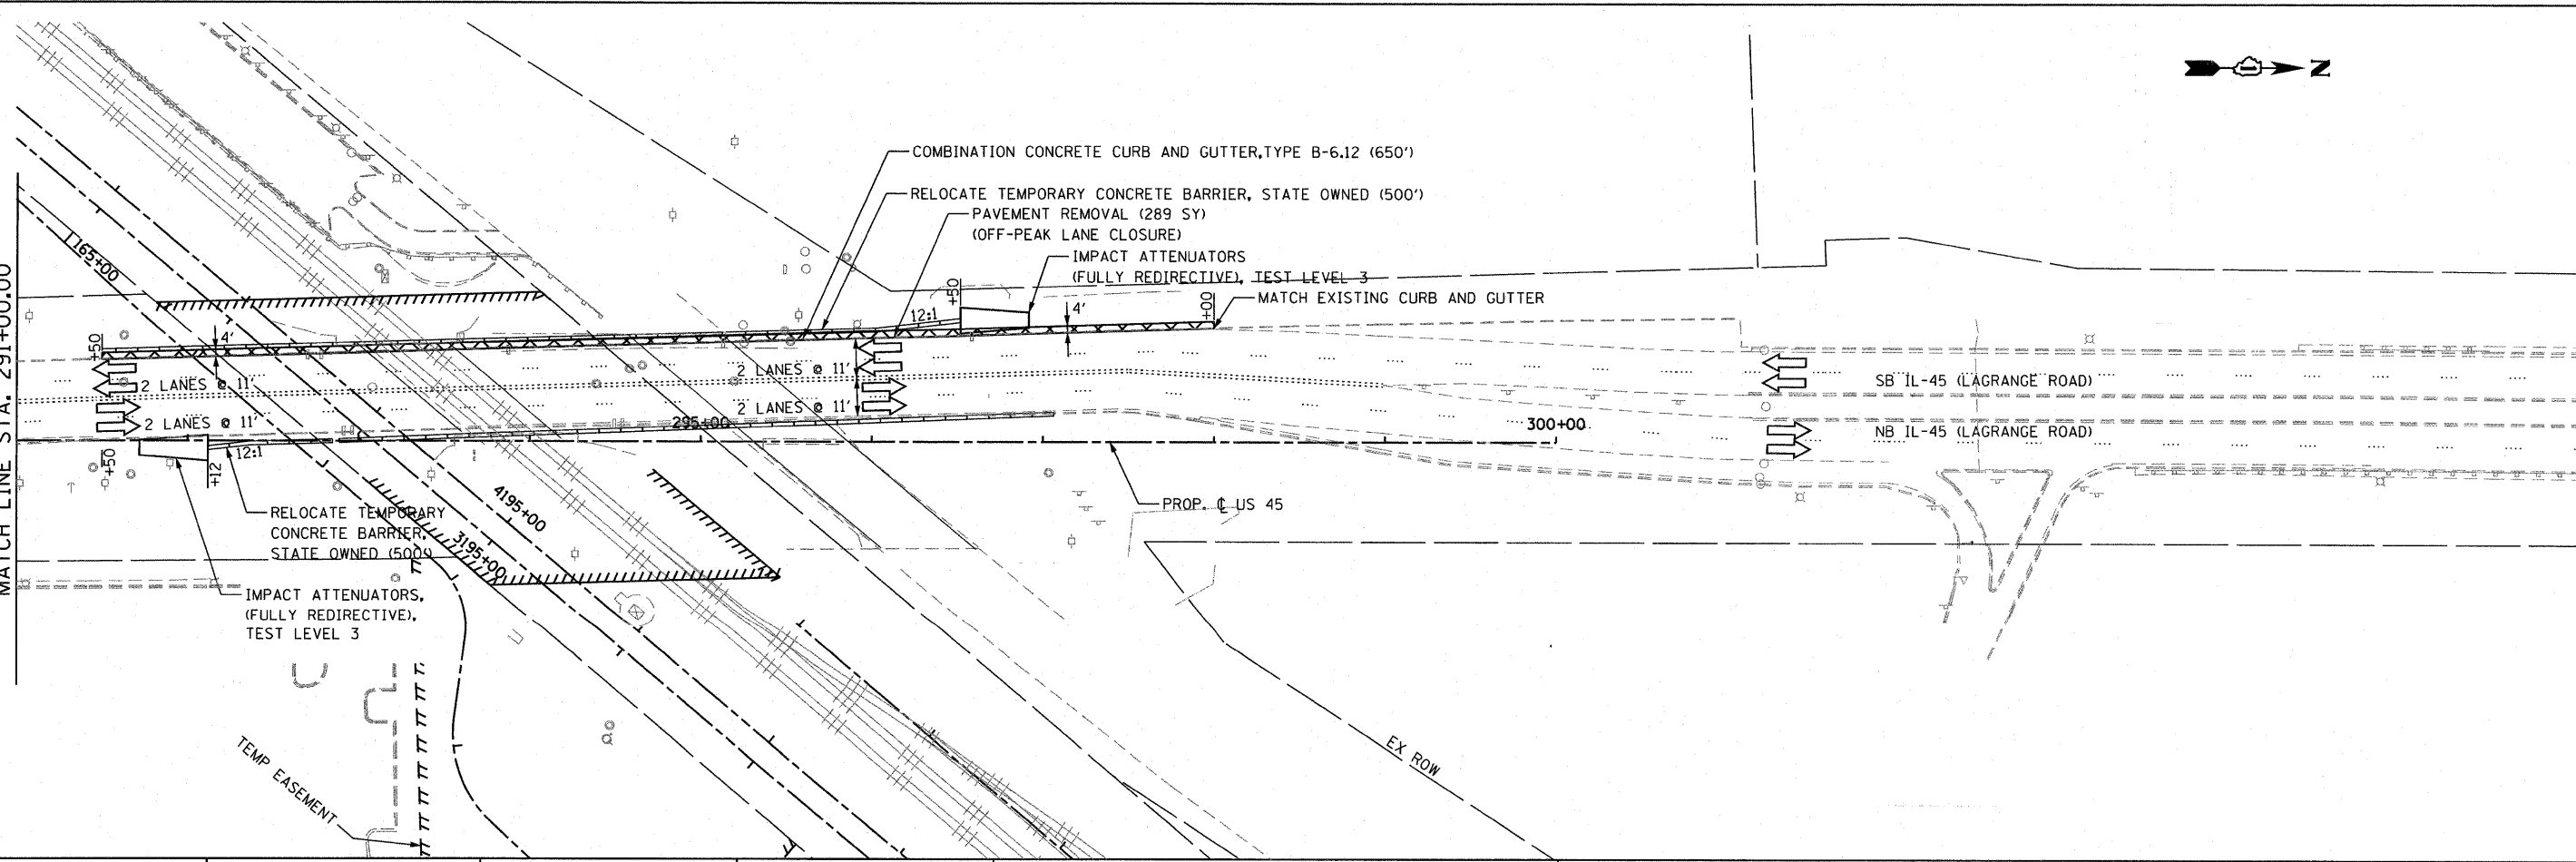 N
COMBINATION CONCRETE CURB AND GUTTER,TYPE B-6.12 (650')
RELOCATE TEMPORARY CONCRETE BARRIER, STATE OWNED (500')
PAVEMENT REMOVAL (289 SY)
(OFF-PEAK LANE CLOSURE)
IMPACT ATTENUATORS
(FULLY REDIRECTIVE), TEST LEVEL 3
MATCH EXISTING CURB AND GUTTER
MATCH LINE STA. 291+00.00
165+00
+50
4'
12:1
+50
4'
+00
2 LANES @ 11'
2 LANES @ 11'
2 LANES @ 11'
2 LANES @ 11'
SB IL-45 (LAGRANGE ROAD)
NB IL-45 (LAGRANGE ROAD)
295+00
300+00
+50
+12
12:1
4195+00
3195+00
PROP. ℄ US 45
RELOCATE TEMPORARY
CONCRETE BARRIER,
STATE OWNED (500')
IMPACT ATTENUATORS,
(FULLY REDIRECTIVE),
TEST LEVEL 3
TEMP EASEMENT
EX ROW